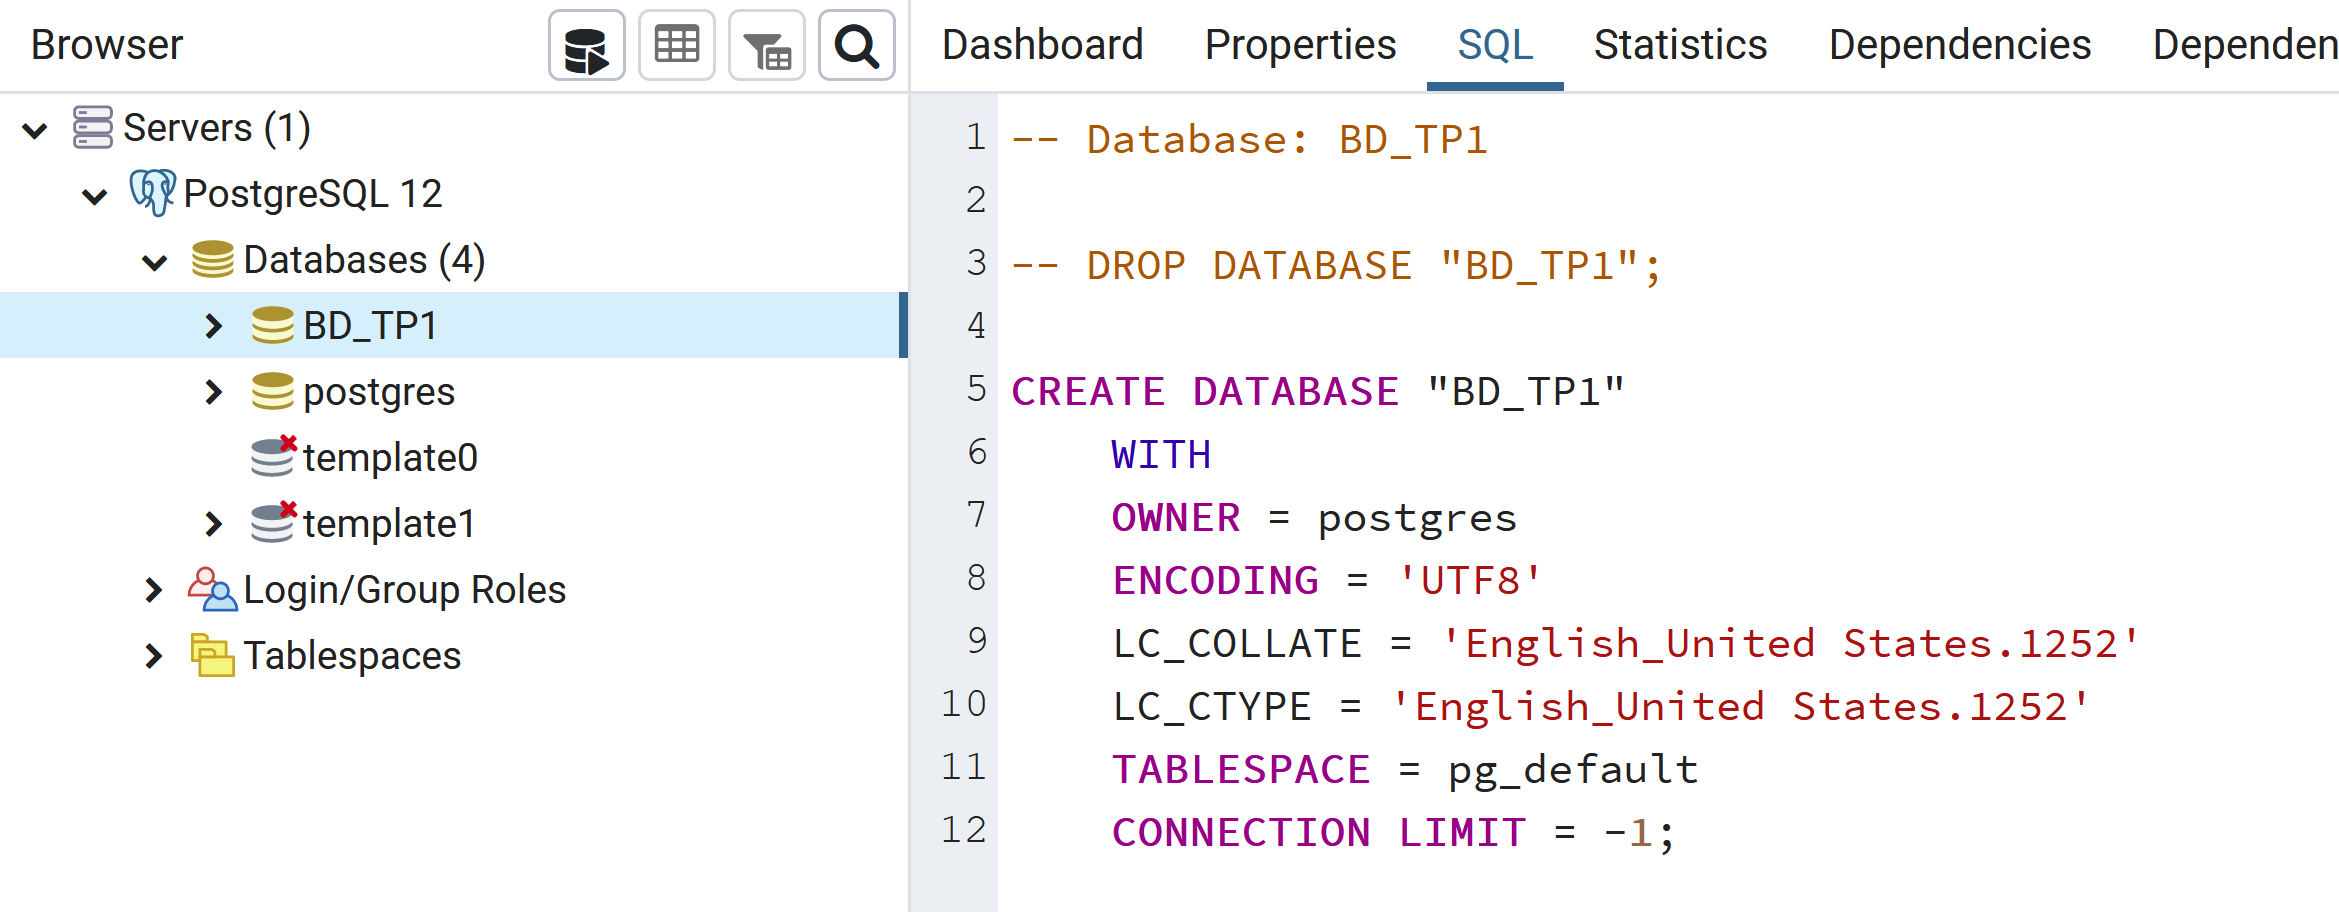 Browser
Dashboard Properties SQL Statistics Dependencies Dependen
Servers (1)
PostgreSQL 12
Databases (4)
BD_TP1
postgres
template0
template1
Login/Group Roles
Tablespaces
1 -- Database: BD_TP1
2
3 -- DROP DATABASE "BD_TP1";
4
5 CREATE DATABASE "BD_TP1"
6 WITH
7 OWNER = postgres
8 ENCODING = 'UTF8'
9 LC_COLLATE = 'English_United States.1252'
10 LC_CTYPE = 'English_United States.1252'
11 TABLESPACE = pg_default
12 CONNECTION LIMIT = -1;